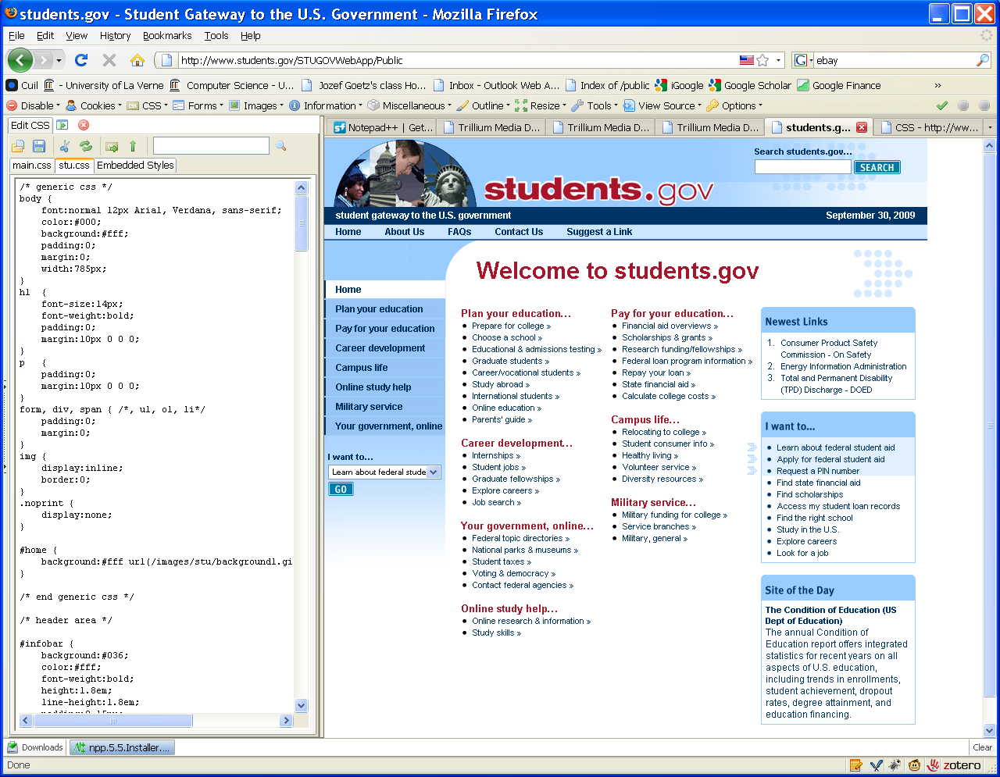 students.gov - Student Gateway to the U.S. Government - Mozilla Firefox
File Edit View History Bookmarks Tools Help
http://www.students.gov/STUGOVWebApp/Public
G ebay
Cuil - University of La Verne Computer Science - U... Jozef Goetz's class Ho... Inbox - Outlook Web A... Index of /public iGoogle Google Scholar Google Finance »
Disable Cookies CSS Forms Images Information Miscellaneous Outline Resize Tools View Source Options
Edit CSS
main.css stu.css Embedded Styles
/* generic css */
body {
font:normal 12px Arial, Verdana, sans-serif;
color:#000;
background:#fff;
padding:0;
margin:0;
width:785px;
}
h1 {
font-size:14px;
font-weight:bold;
padding:0;
margin:10px 0 0 0;
}
p {
padding:0;
margin:10px 0 0 0;
}
form, div, span { /*, ul, ol, li*/
padding:0;
margin:0;
}
img {
display:inline;
border:0;
}
.noprint {
display:none;
}
#home {
background:#fff url(/images/stu/background1.gi
}
/* end generic css */
/* header area */
#infobar {
background:#036;
color:#fff;
font-weight:bold;
height:1.8em;
line-height:1.8em;
padding:0 15px;
Notepad++ | Get... Trillium Media D... Trillium Media D... Trillium Media D... students.g... CSS - http://ww...
Search students.gov...
SEARCH
students.gov
student gateway to the U.S. government September 30, 2009
Home About Us FAQs Contact Us Suggest a Link
Home
Plan your education
Pay for your education
Career development
Campus life
Online study help
Military service
Your government, online
I want to...
Learn about federal stude
GO
Welcome to students.gov
Plan your education...
Prepare for college »
Choose a school »
Educational & admissions testing »
Graduate students »
Career/vocational students »
Study abroad »
International students »
Online education »
Parents' guide »
Career development...
Internships »
Student jobs »
Graduate fellowships »
Explore careers »
Job search »
Your government, online...
Federal topic directories »
National parks & museums »
Student taxes »
Voting & democracy »
Contact federal agencies »
Online study help...
Online research & information »
Study skills »
Pay for your education...
Financial aid overviews »
Scholarships & grants »
Research funding/fellowships »
Federal loan program information »
Repay your loan »
State financial aid »
Calculate college costs »
Campus life...
Relocating to college »
Student consumer info »
Healthy living »
Volunteer service »
Diversity resources »
Military service...
Military funding for college »
Service branches »
Military, general »
Newest Links
1. Consumer Product Safety
Commission - On Safety
2. Energy Information Administration
3. Total and Permanent Disability
(TPD) Discharge - DOED
I want to...
Learn about federal student aid
Apply for federal student aid
Request a PIN number
Find state financial aid
Find scholarships
Access my student loan records
Find the right school
Study in the U.S.
Explore careers
Look for a job
Site of the Day
The Condition of Education (US
Dept of Education)
The annual Condition of
Education report offers integrated
statistics for recent years on all
aspects of U.S. education,
including trends in enrollments,
student achievement, dropout
rates, degree attainment, and
education financing.
Downloads npp.5.5.Installer.... Clear
Done zotero